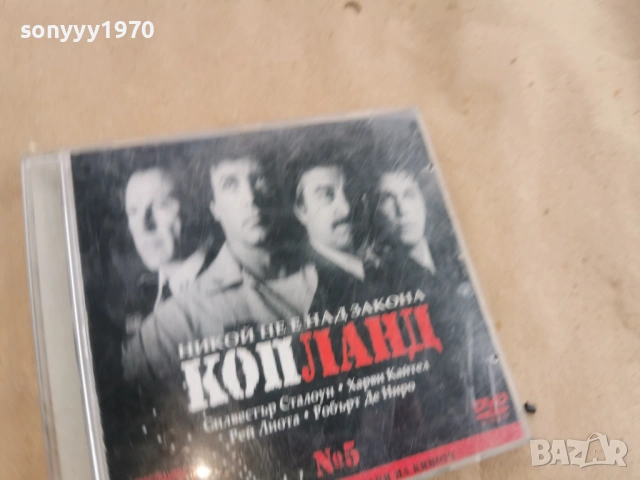 sonyyy1970
НИКОЙ НЕ Е НАД ЗАКОНА
КОПЛАНД
Силвестър Сталоун • Харви Кайтел
Рей Лиота • Робърт Де Ниро
№5
DVD
BAZAR